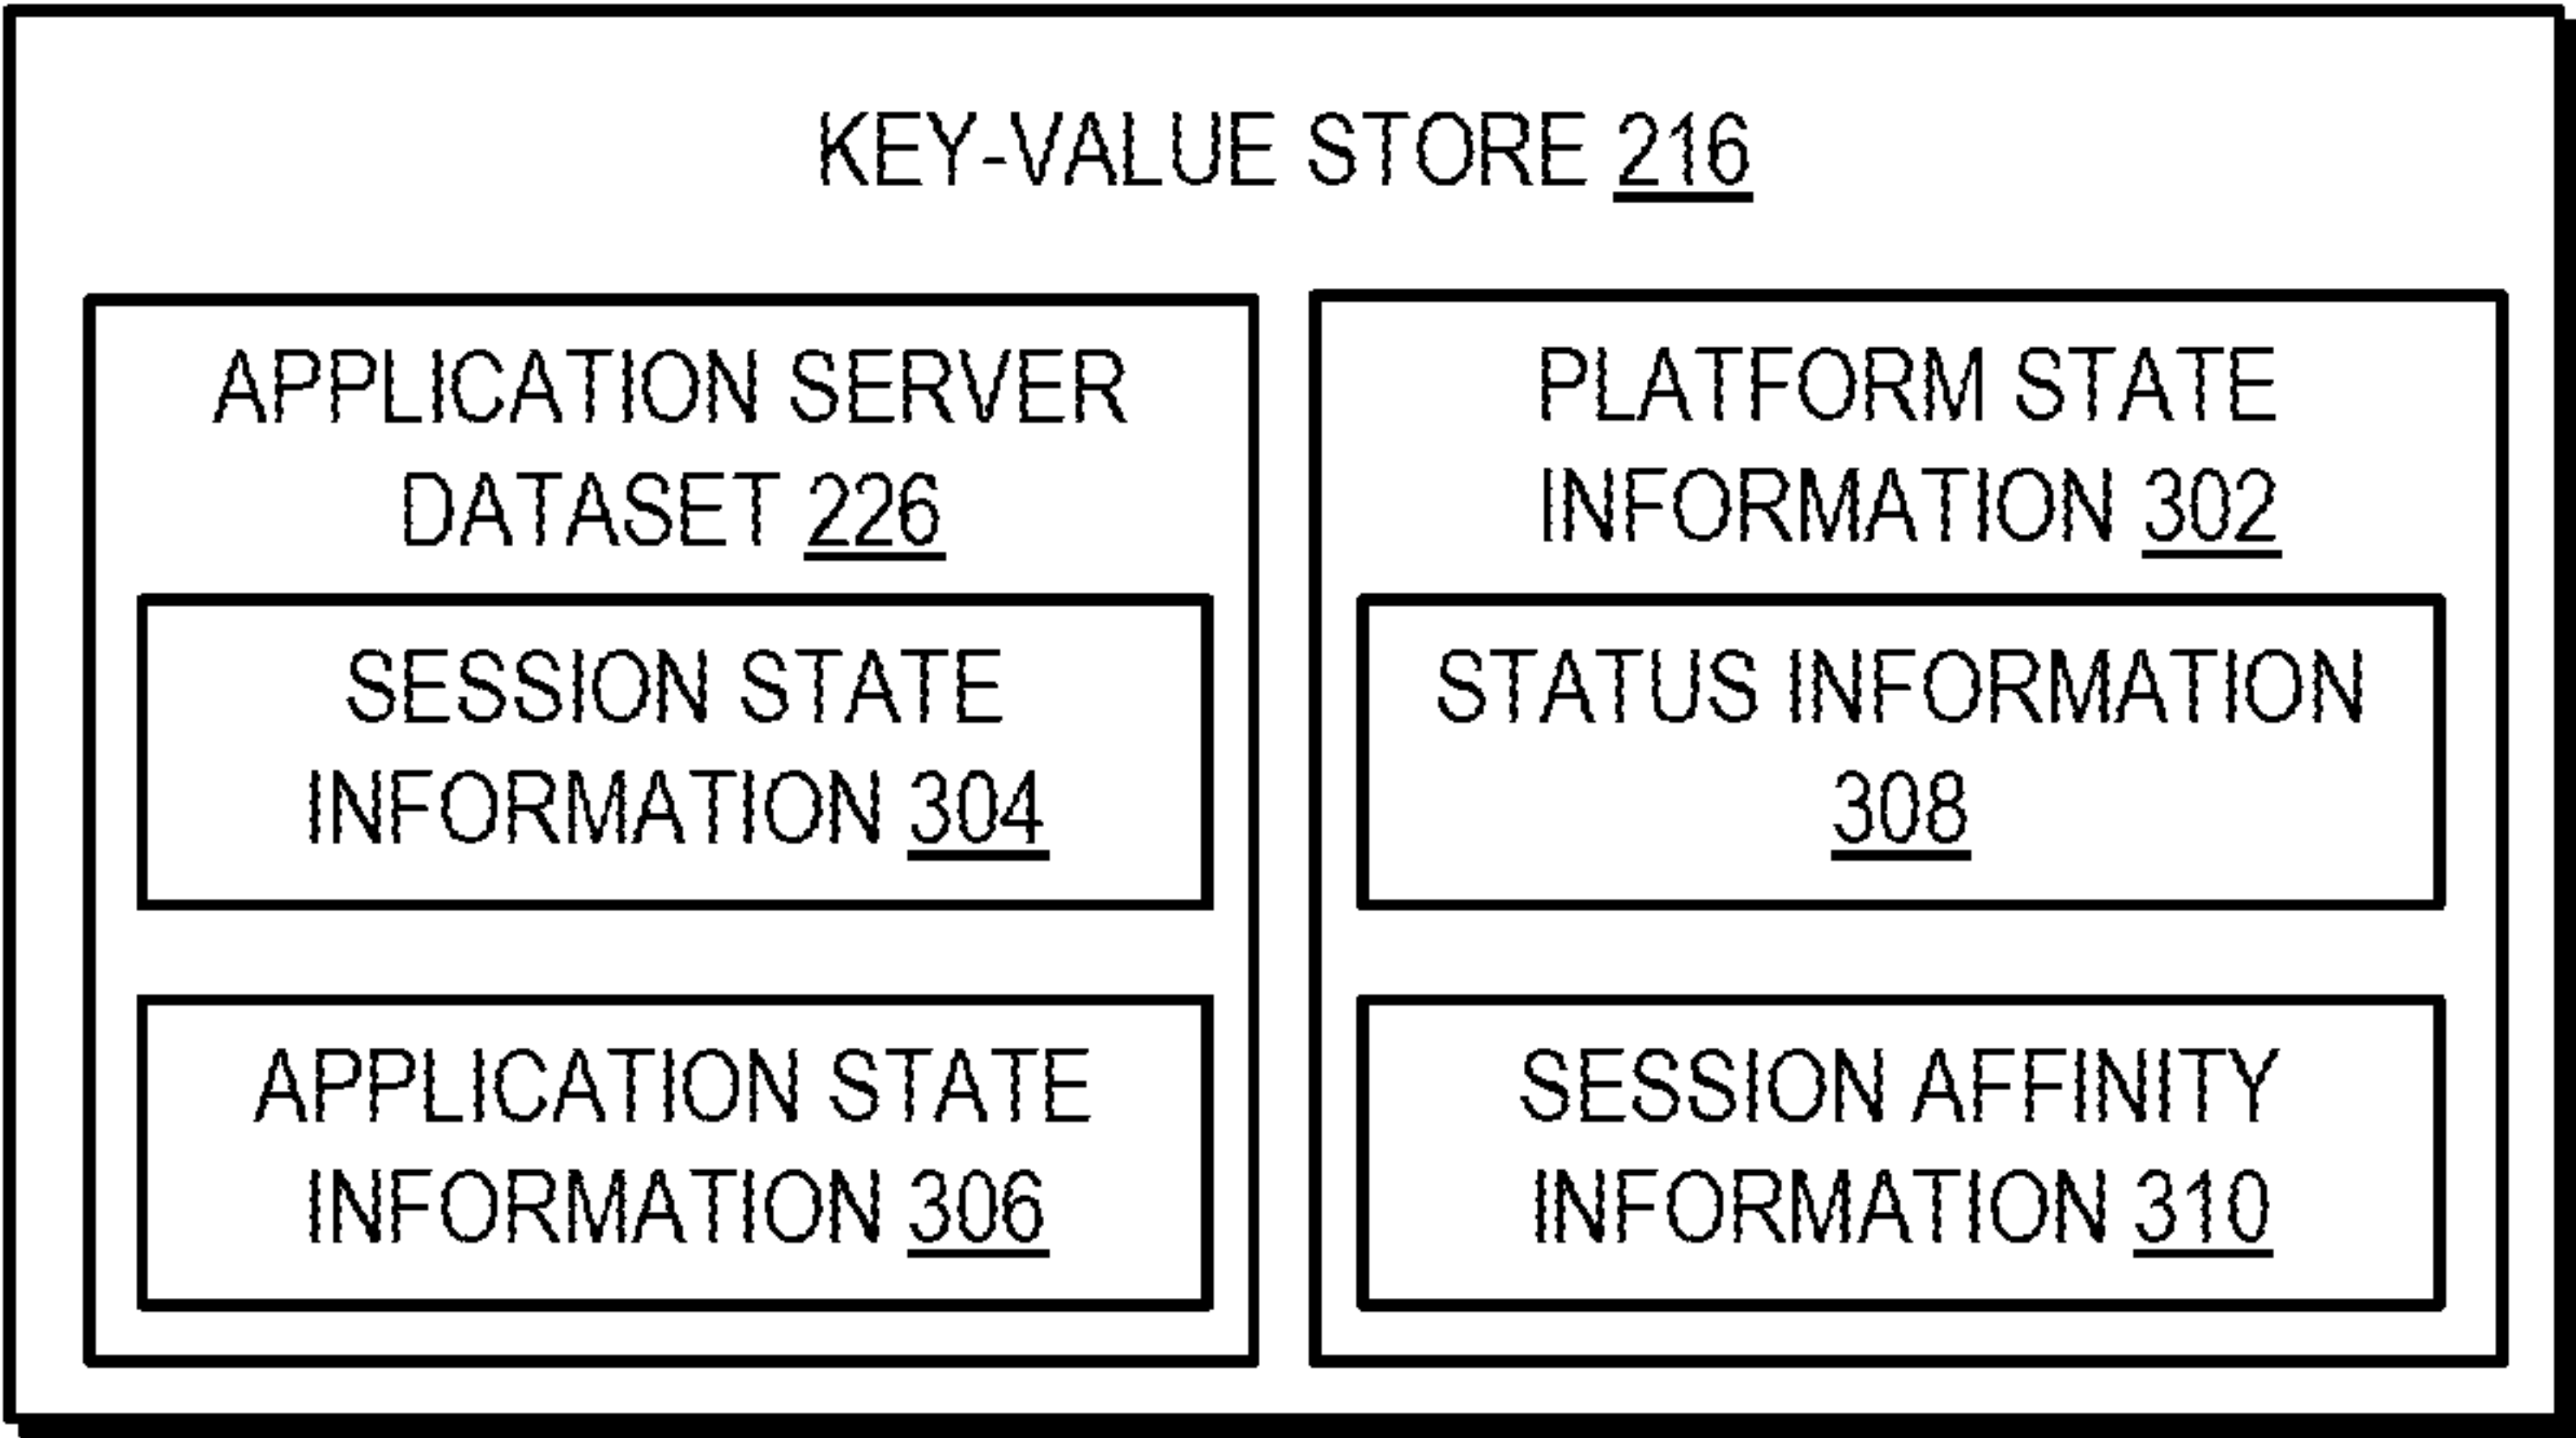 KEY-VALUE STORE 216
APPLICATION SERVER
DATASET 226
SESSION STATE
INFORMATION 304
APPLICATION STATE
INFORMATION 306
PLATFORM STATE
INFORMATION 302
STATUS INFORMATION
308
SESSION AFFINITY
INFORMATION 310